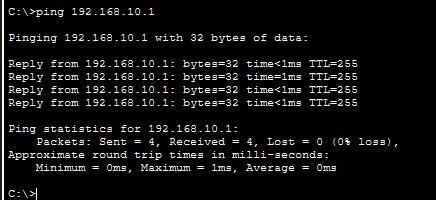 C:\>ping 192.168.10.1
Pinging 192.168.10.1 with 32 bytes of data:
Reply from 192.168.10.1: bytes=32 time<1ms TTL=255
Reply from 192.168.10.1: bytes=32 time=1ms TTL=255
Reply from 192.168.10.1: bytes=32 time<1ms TTL=255
Reply from 192.168.10.1: bytes=32 time<1ms TTL=255
Ping statistics for 192.168.10.1:
    Packets: Sent = 4, Received = 4, Lost = 0 (0% loss),
Approximate round trip times in milli-seconds:
    Minimum = 0ms, Maximum = 1ms, Average = 0ms
C:\>